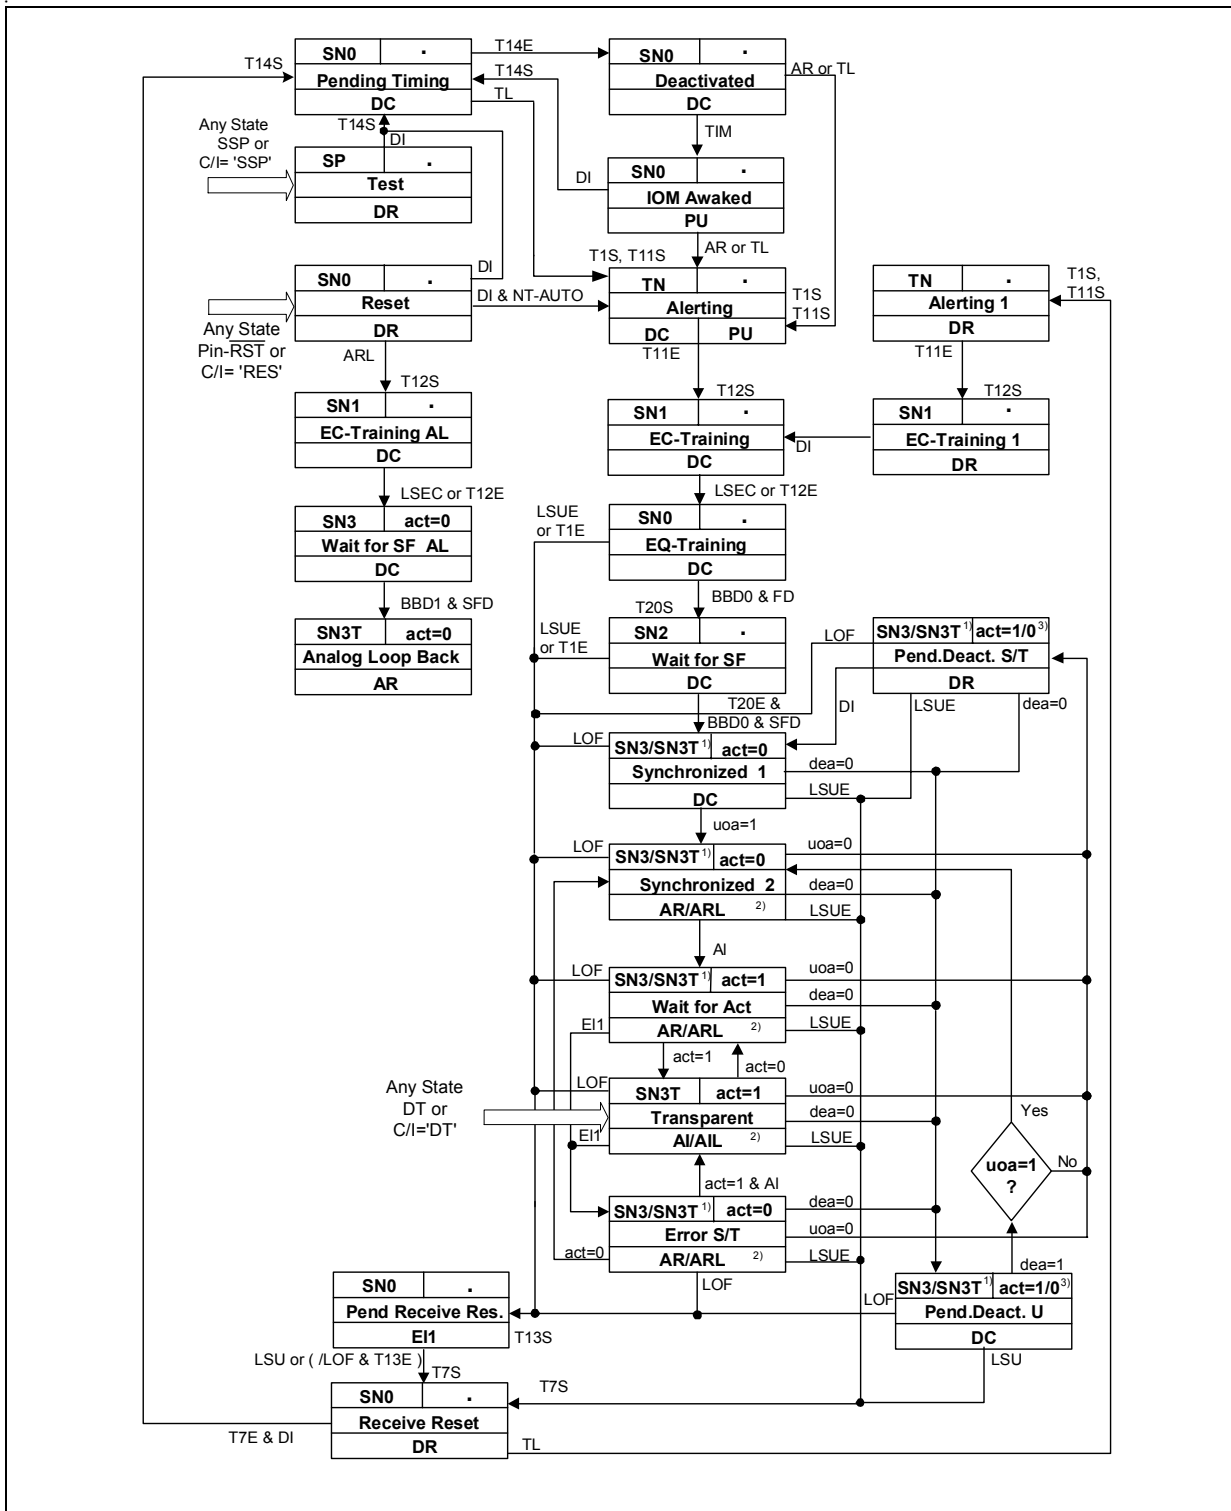 SN0 .
Pending Timing
DC
T14S
T14E
T14S
TL
SN0 .
Deactivated
DC
AR or TL
TIM
T14S
DI
Any State
SSP or
C/I= 'SSP'
SP .
Test
DR
SN0 .
IOM Awaked
PU
DI
AR or TL
T1S, T11S
DI
SN0 .
Reset
DR
DI & NT-AUTO
Any State
Pin-RST or
C/I= 'RES'
TN .
Alerting
DC PU
T1S
T11S
TN .
Alerting 1
DR
T1S,
T11S
ARL
T12S
T11E
T12S
T11E
T12S
SN1 .
EC-Training AL
DC
SN1 .
EC-Training
DC
DI
SN1 .
EC-Training 1
DR
LSEC or T12E
LSEC or T12E
SN3 act=0
Wait for SF AL
DC
LSUE
or T1E
SN0 .
EQ-Training
DC
BBD1 & SFD
BBD0 & FD
T20S
SN3T act=0
Analog Loop Back
AR
LSUE
or T1E
SN2 .
Wait for SF
DC
LOF
SN3/SN3T 1) act=1/0 3)
Pend.Deact. S/T
DR
T20E &
BBD0 & SFD
DI
LSUE
dea=0
LOF
SN3/SN3T 1) act=0
Synchronized 1
DC
dea=0
LSUE
uoa=1
LOF
SN3/SN3T 1) act=0
Synchronized 2
AR/ARL 2)
uoa=0
dea=0
LSUE
AI
LOF
SN3/SN3T 1) act=1
Wait for Act
AR/ARL 2)
uoa=0
dea=0
LSUE
EI1
act=1
act=0
LOF
Any State
DT or
C/I='DT'
SN3T act=1
Transparent
AI/AIL 2)
uoa=0
dea=0
LSUE
EI1
Yes
uoa=1
?
No
act=1 & AI
SN3/SN3T 1) act=0
Error S/T
AR/ARL 2)
dea=0
uoa=0
LSUE
act=0
LOF
dea=1
SN0 .
Pend Receive Res.
EI1
T13S
LOF
SN3/SN3T 1) act=1/0 3)
Pend.Deact. U
DC
LSU
LSU or ( /LOF & T13E )
T7S
T7S
SN0 .
Receive Reset
DR
T7E & DI
TL